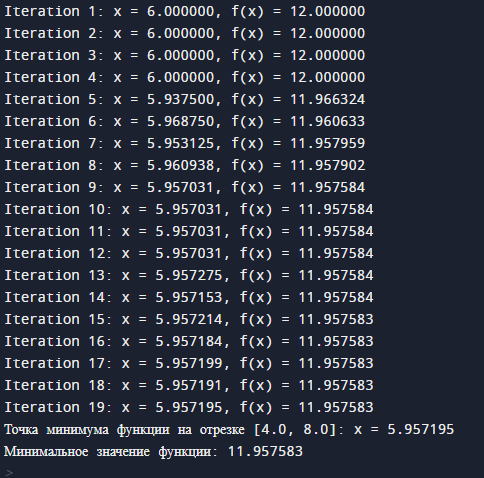 Iteration 1: x = 6.000000, f(x) = 12.000000
Iteration 2: x = 6.000000, f(x) = 12.000000
Iteration 3: x = 6.000000, f(x) = 12.000000
Iteration 4: x = 6.000000, f(x) = 12.000000
Iteration 5: x = 5.937500, f(x) = 11.966324
Iteration 6: x = 5.968750, f(x) = 11.960633
Iteration 7: x = 5.953125, f(x) = 11.957959
Iteration 8: x = 5.960938, f(x) = 11.957902
Iteration 9: x = 5.957031, f(x) = 11.957584
Iteration 10: x = 5.957031, f(x) = 11.957584
Iteration 11: x = 5.957031, f(x) = 11.957584
Iteration 12: x = 5.957031, f(x) = 11.957584
Iteration 13: x = 5.957275, f(x) = 11.957584
Iteration 14: x = 5.957153, f(x) = 11.957584
Iteration 15: x = 5.957214, f(x) = 11.957583
Iteration 16: x = 5.957184, f(x) = 11.957583
Iteration 17: x = 5.957199, f(x) = 11.957583
Iteration 18: x = 5.957191, f(x) = 11.957583
Iteration 19: x = 5.957195, f(x) = 11.957583
Точка минимума функции на отрезке [4.0, 8.0]: x = 5.957195
Минимальное значение функции: 11.957583
>